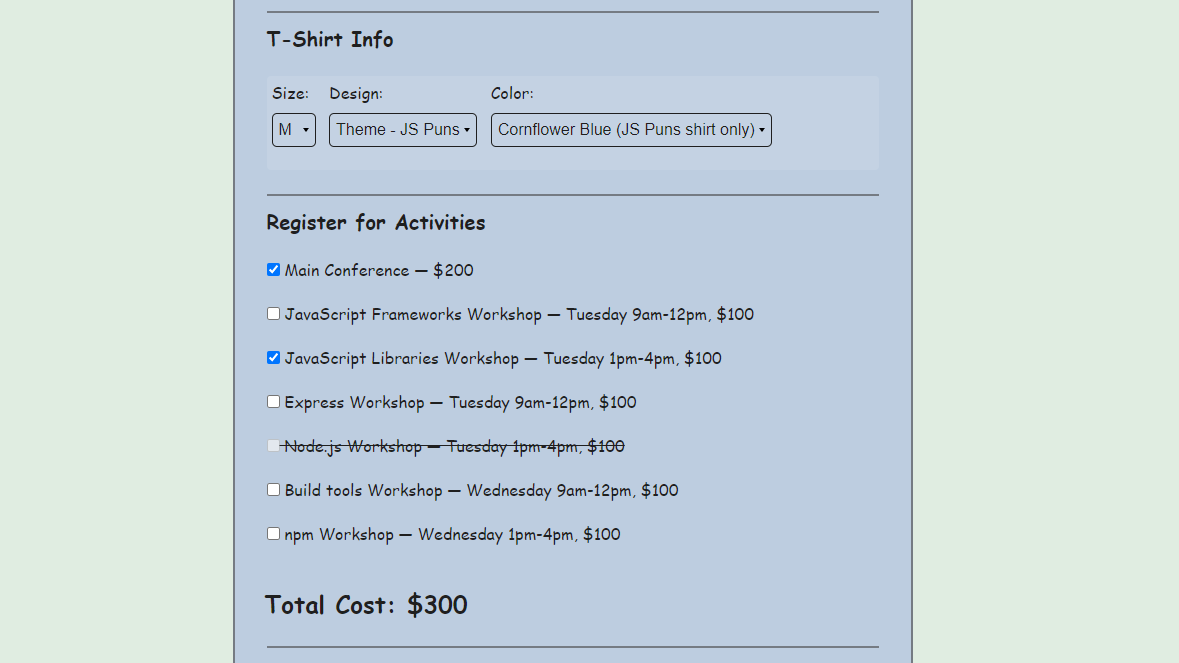 T-Shirt Info
Size: Design: Color:
M Theme - JS Puns Cornflower Blue (JS Puns shirt only)
Register for Activities
Main Conference — $200
JavaScript Frameworks Workshop — Tuesday 9am-12pm, $100
JavaScript Libraries Workshop — Tuesday 1pm-4pm, $100
Express Workshop — Tuesday 9am-12pm, $100
Node.js Workshop — Tuesday 1pm-4pm, $100
Build tools Workshop — Wednesday 9am-12pm, $100
npm Workshop — Wednesday 1pm-4pm, $100
Total Cost: $300